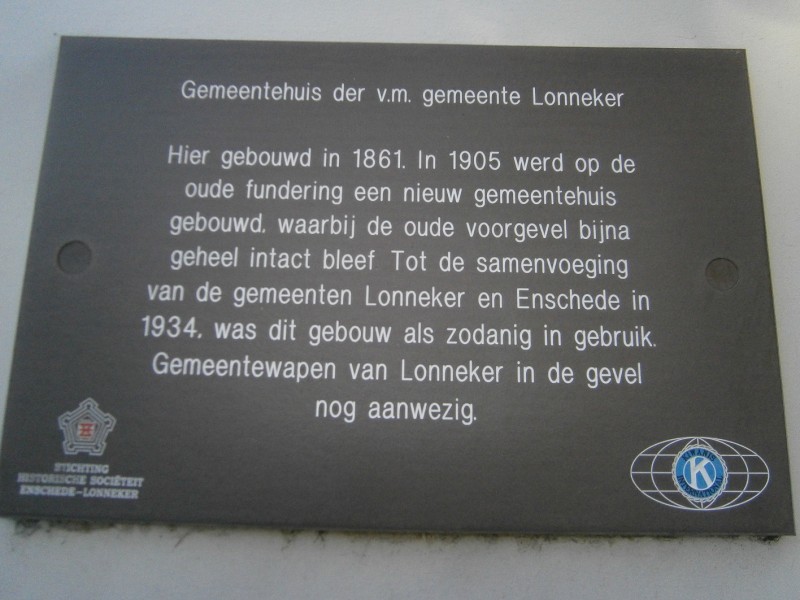 Gemeentehuis der v.m. gemeente Lonneker
Hier gebouwd in 1861. In 1905 werd op de
oude fundering een nieuw gemeentehuis
gebouwd, waarbij de oude voorgevel bijna
geheel intact bleef Tot de samenvoeging
van de gemeenten Lonneker en Enschede in
1934, was dit gebouw als zodanig in gebruik.
Gemeentewapen van Lonneker in de gevel
nog aanwezig.
STICHTING
HISTORISCHE SOCIËTEIT
ENSCHEDE-LONNEKER
KIWANIS
K
INTERNATIONAL